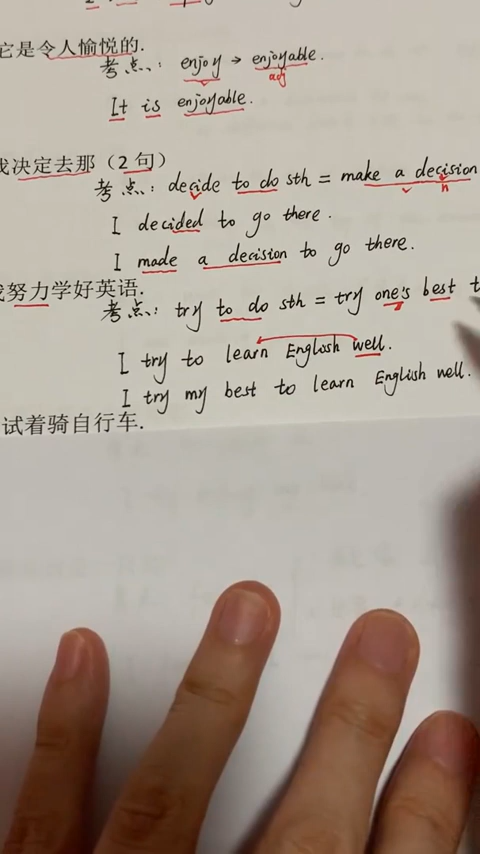 它是令人愉悦的.
考点: enjoy → enjoyable.
adj
It is enjoyable.
我决定去那（2句）
考点: decide to do sth = make a decision
n
I decided to go there.
I made a decision to go there.
我努力学好英语.
考点: try to do sth = try one's best t
I try to learn Englosh well.
I try my best to learn English well.
试着骑自行车.